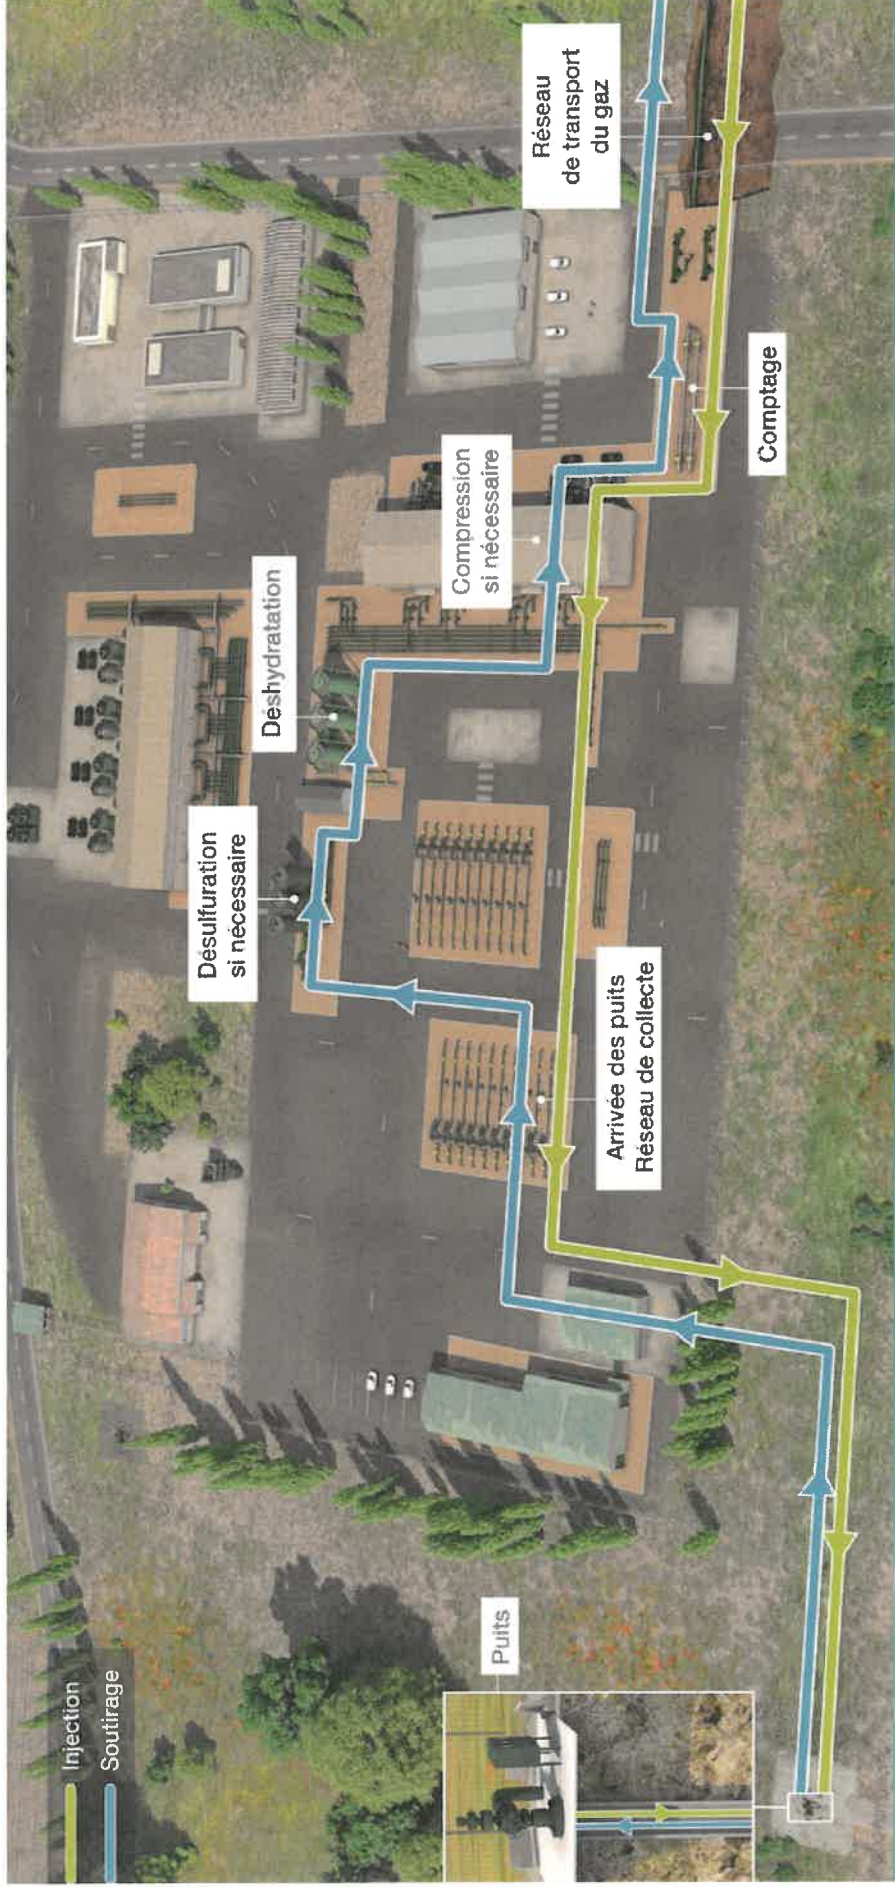 Injection
Soutirage
Puits
Arrivée des puits
Réseau de collecte
Désulfuration
si nécessaire
Déshydratation
Compression
si nécessaire
Comptage
Réseau
de transport
du gaz